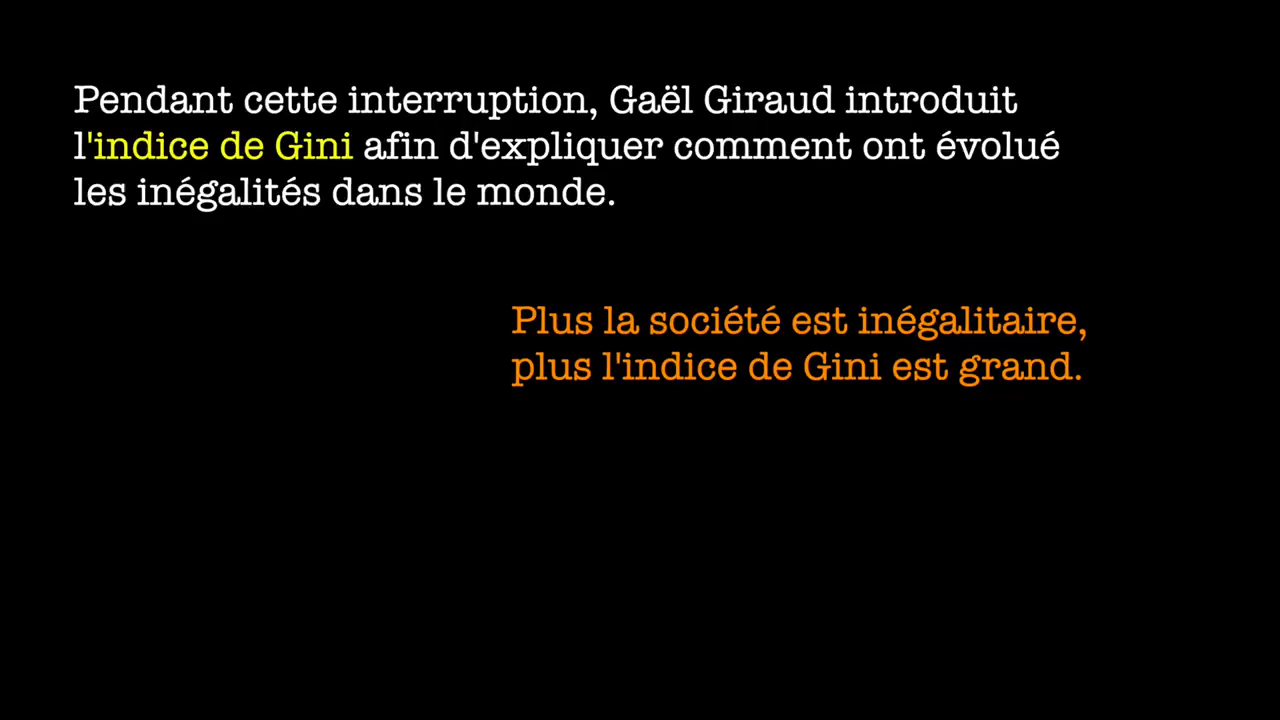 Pendant cette interruption, Gaël Giraud introduit
l'indice de Gini afin d'expliquer comment ont évolué
les inégalités dans le monde.
Plus la société est inégalitaire,
plus l'indice de Gini est grand.